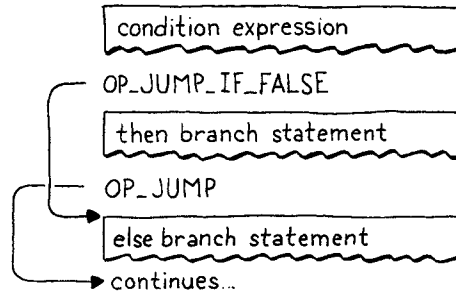 condition expression
OP_JUMP_IF_FALSE
then branch statement
OP_JUMP
else branch statement
continues...